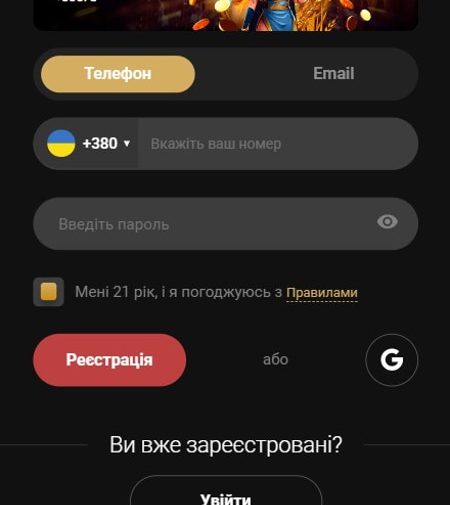 Телефон
Email
+380
Вкажіть ваш номер
Введіть пароль
Мені 21 рік, і я погоджуюсь з Правилами
Реєстрація
або
G
Ви вже зареєстровані?
Увійти